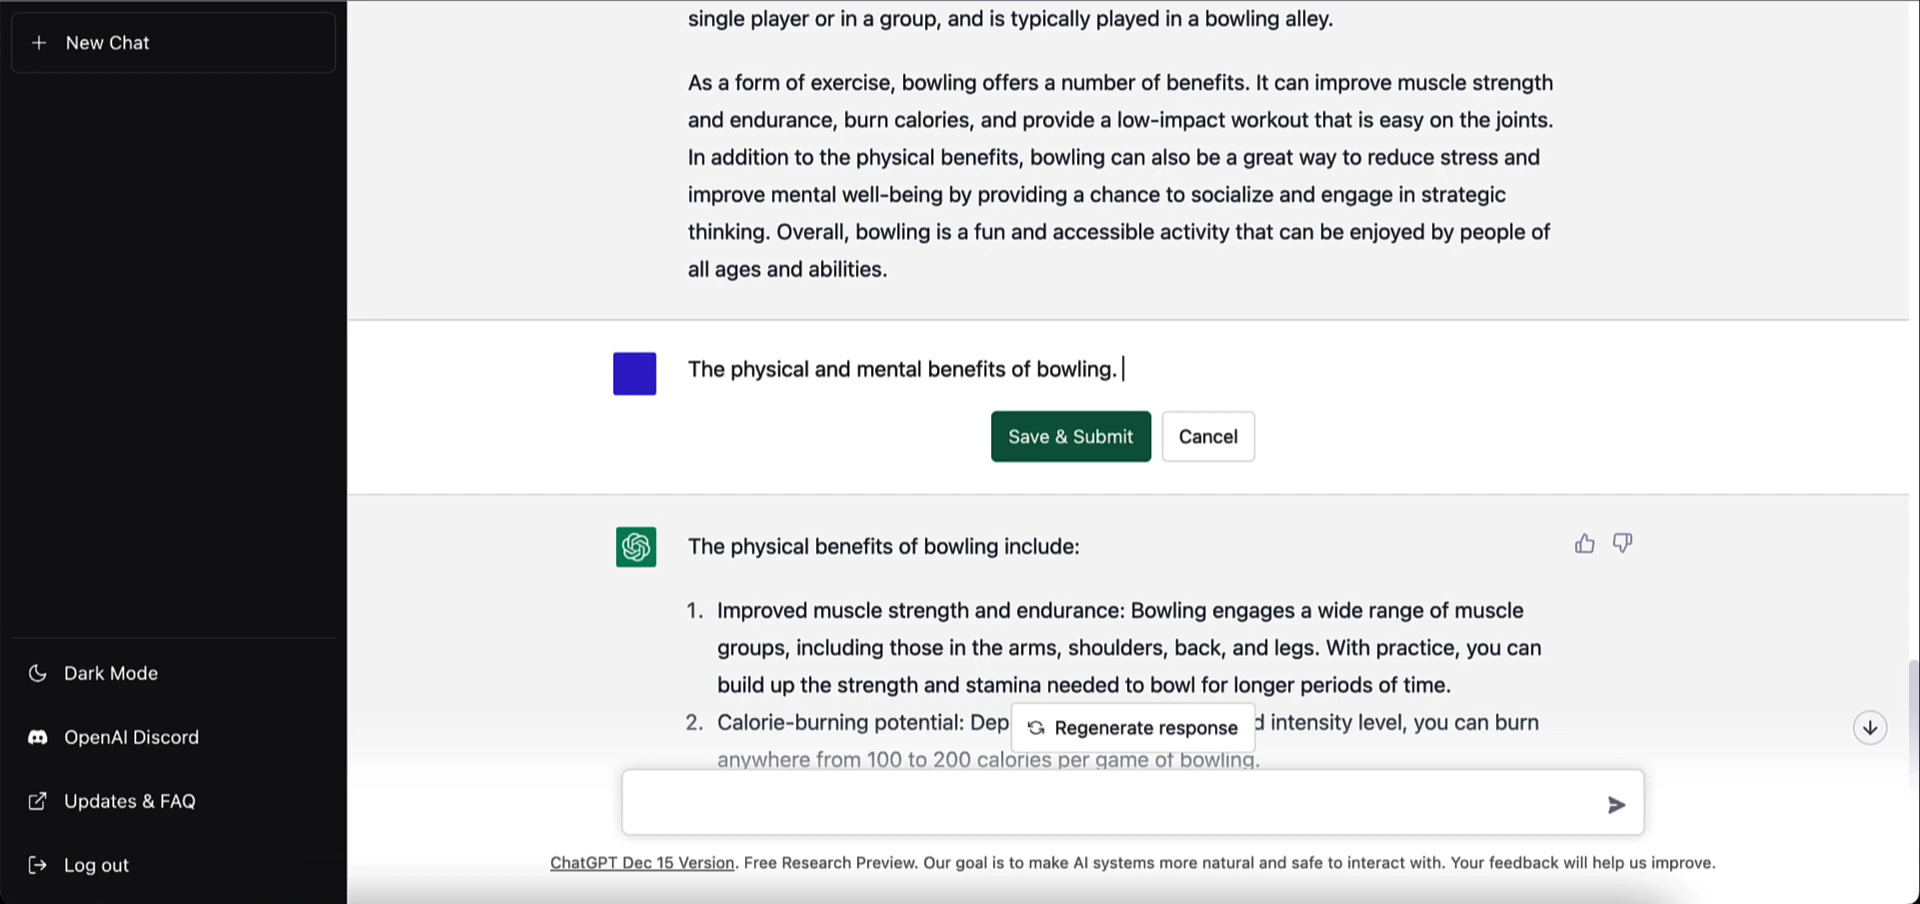 New Chat
single player or in a group, and is typically played in a bowling alley.
As a form of exercise, bowling offers a number of benefits. It can improve muscle strength
and endurance, burn calories, and provide a low-impact workout that is easy on the joints.
In addition to the physical benefits, bowling can also be a great way to reduce stress and
improve mental well-being by providing a chance to socialize and engage in strategic
thinking. Overall, bowling is a fun and accessible activity that can be enjoyed by people of
all ages and abilities.
The physical and mental benefits of bowling.
Save & Submit
Cancel
The physical benefits of bowling include:
1. Improved muscle strength and endurance: Bowling engages a wide range of muscle
groups, including those in the arms, shoulders, back, and legs. With practice, you can
build up the strength and stamina needed to bowl for longer periods of time.
2. Calorie-burning potential: intensity level, you can burn
Regenerate response
anywhere from 100 to 200 calories per game of bowling.
Dark Mode
OpenAI Discord
Updates & FAQ
Log out
ChatGPT Dec 15 Version. Free Research Preview. Our goal is to make AI systems more natural and safe to interact with. Your feedback will help us improve.